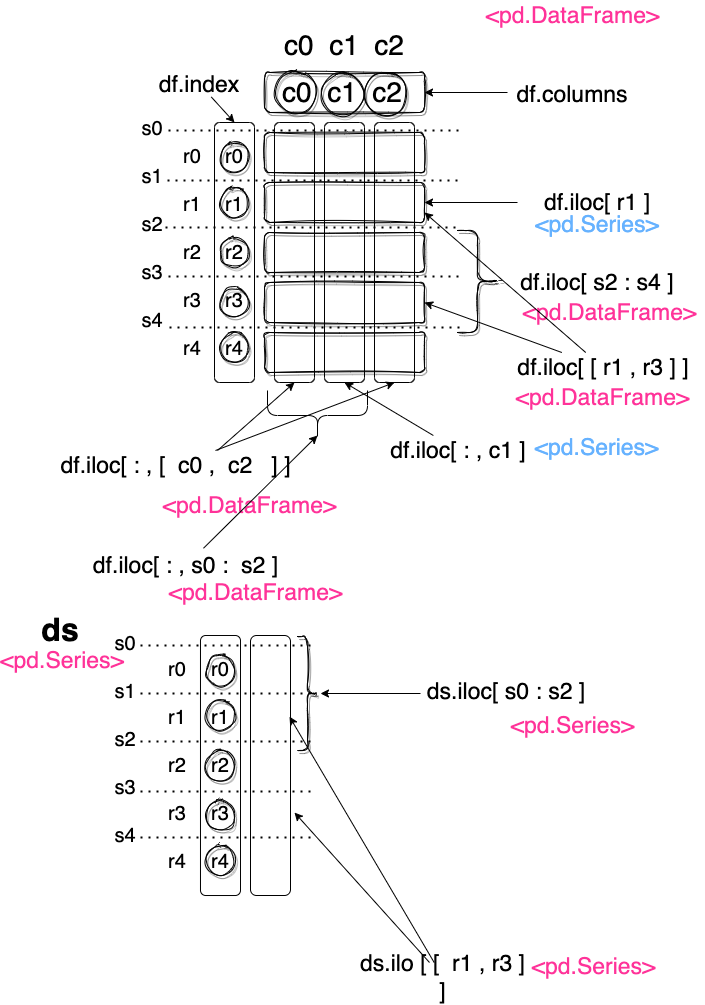 <pd.DataFrame>
c0 c1 c2
df.index
c0 c1 c2
df.columns
s0
r0 r0
s1
r1 r1
df.iloc[ r1 ]
<pd.Series>
s2
r2 r2
s3
df.iloc[ s2 : s4 ]
<pd.DataFrame>
r3 r3
s4
r4 r4
df.iloc[ [ r1 , r3 ] ]
<pd.DataFrame>
df.iloc[ : , c1 ] <pd.Series>
df.iloc[ : , [ c0 , c2 ] ]
<pd.DataFrame>
df.iloc[ : , s0 : s2 ]
<pd.DataFrame>
ds
<pd.Series>
s0
r0 r0
s1
ds.iloc[ s0 : s2 ]
<pd.Series>
r1 r1
s2
r2 r2
s3
r3 r3
s4
r4 r4
ds.ilo [ [ r1 , r3 ] <pd.Series>
]